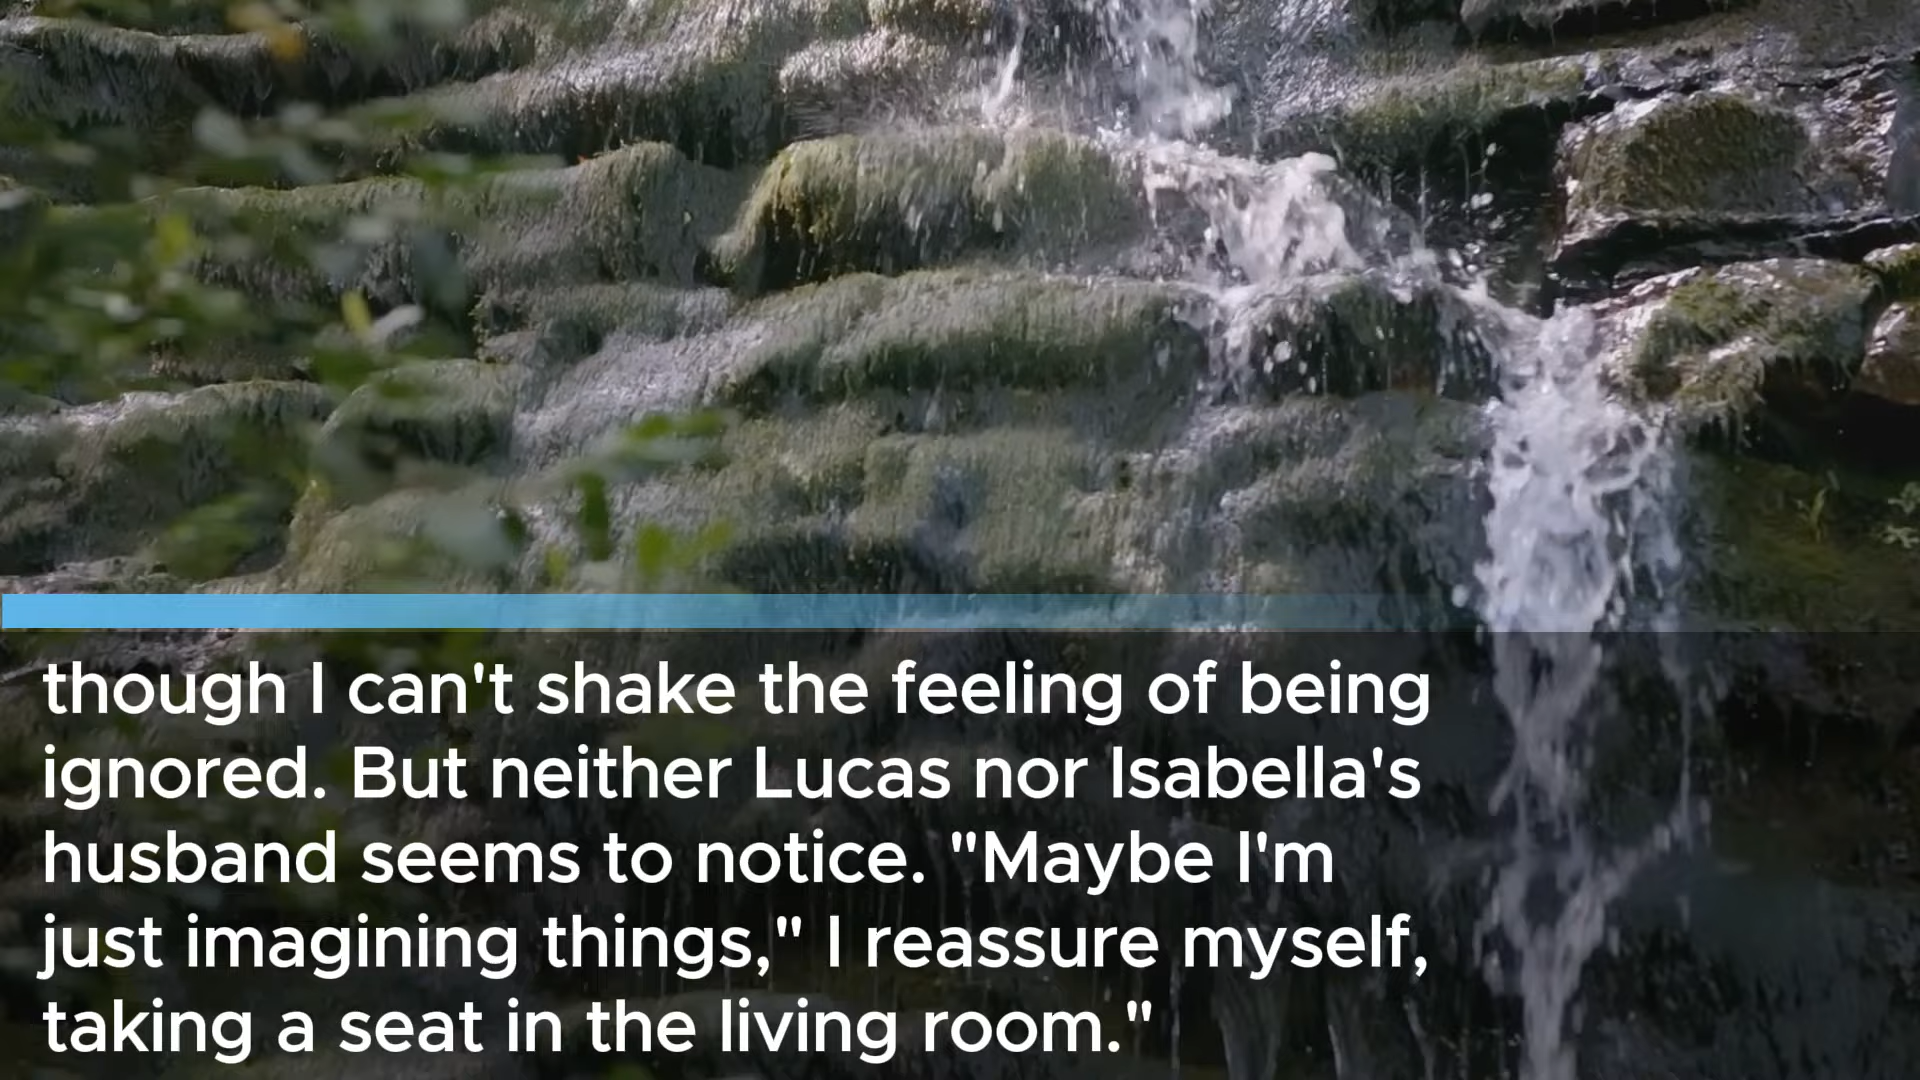 though I can't shake the feeling of being
ignored. But neither Lucas nor Isabella's
husband seems to notice. "Maybe I'm
just imagining things," I reassure myself,
taking a seat in the living room."